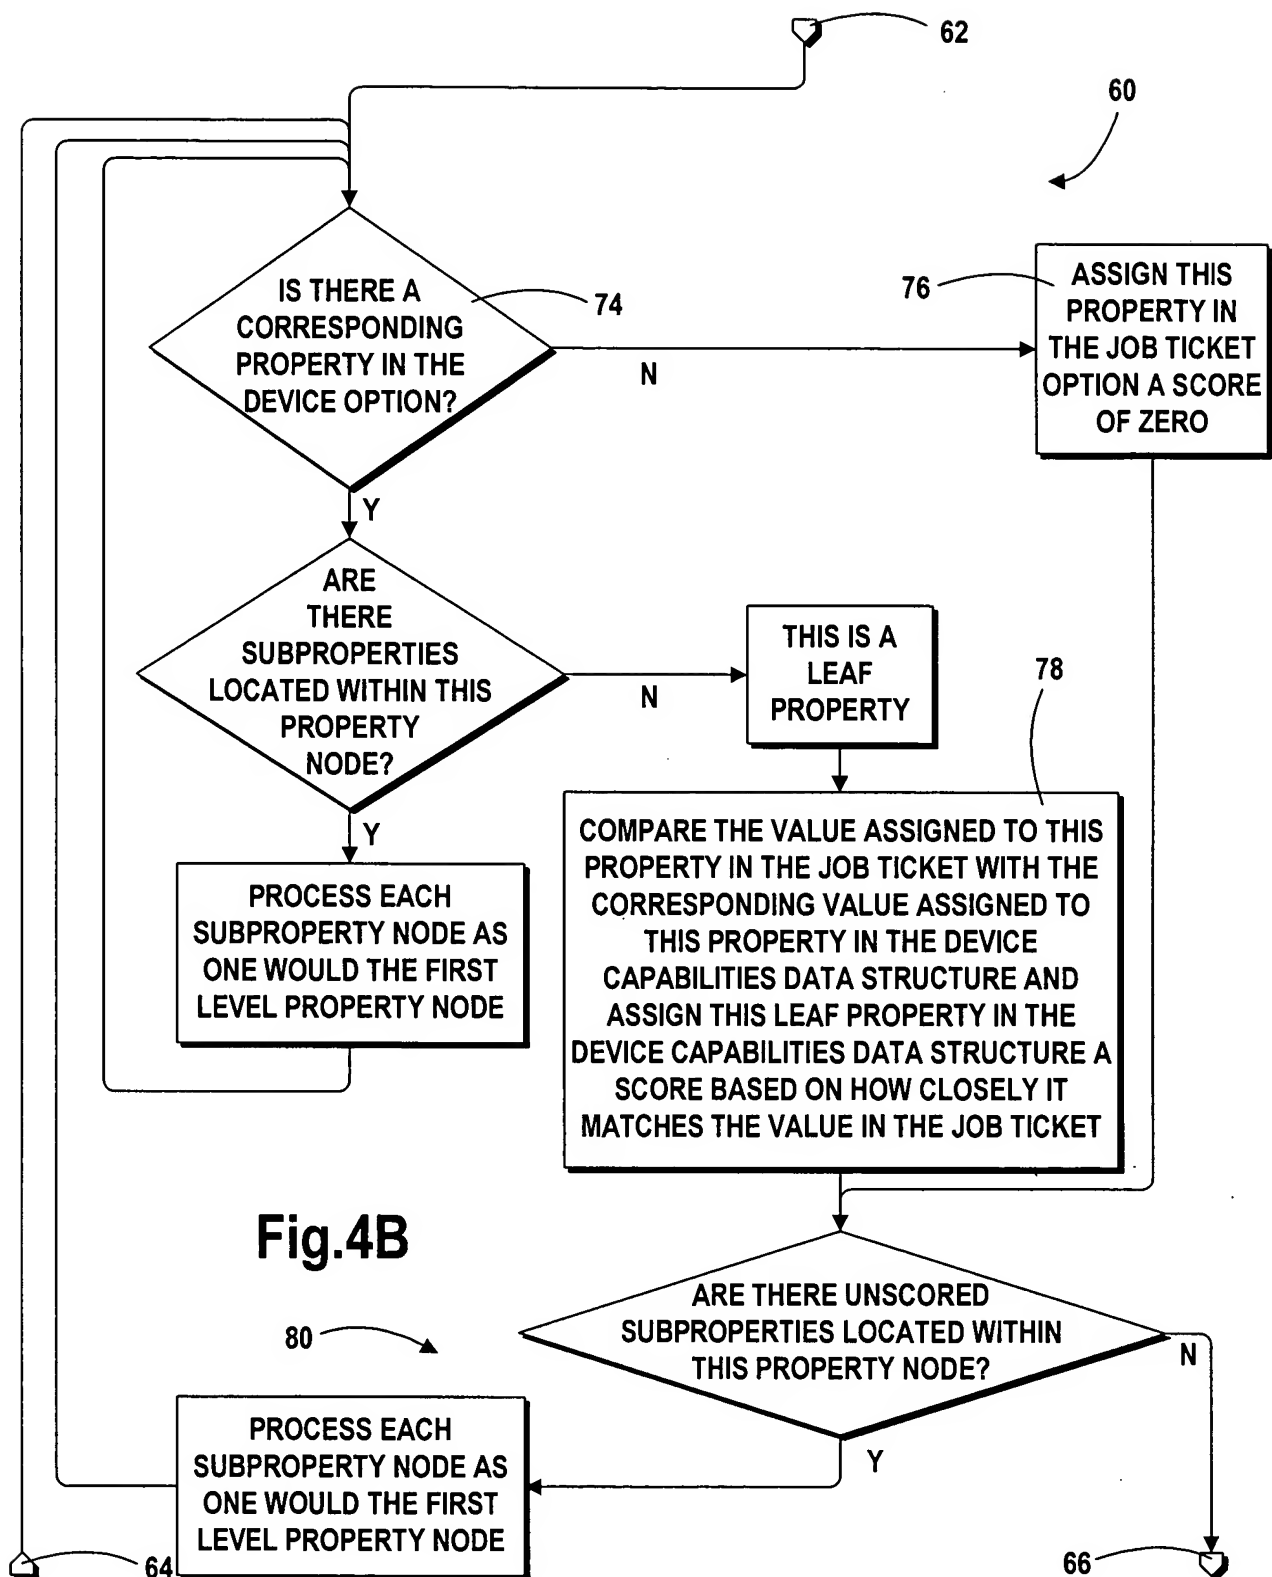 62
60
IS THERE A
CORRESPONDING
PROPERTY IN THE
DEVICE OPTION?
74
N
76
ASSIGN THIS
PROPERTY IN
THE JOB TICKET
OPTION A SCORE
OF ZERO
Y
ARE
THERE
SUBPROPERTIES
LOCATED WITHIN THIS
PROPERTY
NODE?
N
THIS IS A
LEAF
PROPERTY
78
Y
PROCESS EACH
SUBPROPERTY NODE AS
ONE WOULD THE FIRST
LEVEL PROPERTY NODE
COMPARE THE VALUE ASSIGNED TO THIS
PROPERTY IN THE JOB TICKET WITH THE
CORRESPONDING VALUE ASSIGNED TO
THIS PROPERTY IN THE DEVICE
CAPABILITIES DATA STRUCTURE AND
ASSIGN THIS LEAF PROPERTY IN THE
DEVICE CAPABILITIES DATA STRUCTURE A
SCORE BASED ON HOW CLOSELY IT
MATCHES THE VALUE IN THE JOB TICKET
Fig.4B
ARE THERE UNSCORED
SUBPROPERTIES LOCATED WITHIN
THIS PROPERTY NODE?
80
N
Y
PROCESS EACH
SUBPROPERTY NODE AS
ONE WOULD THE FIRST
LEVEL PROPERTY NODE
64
66